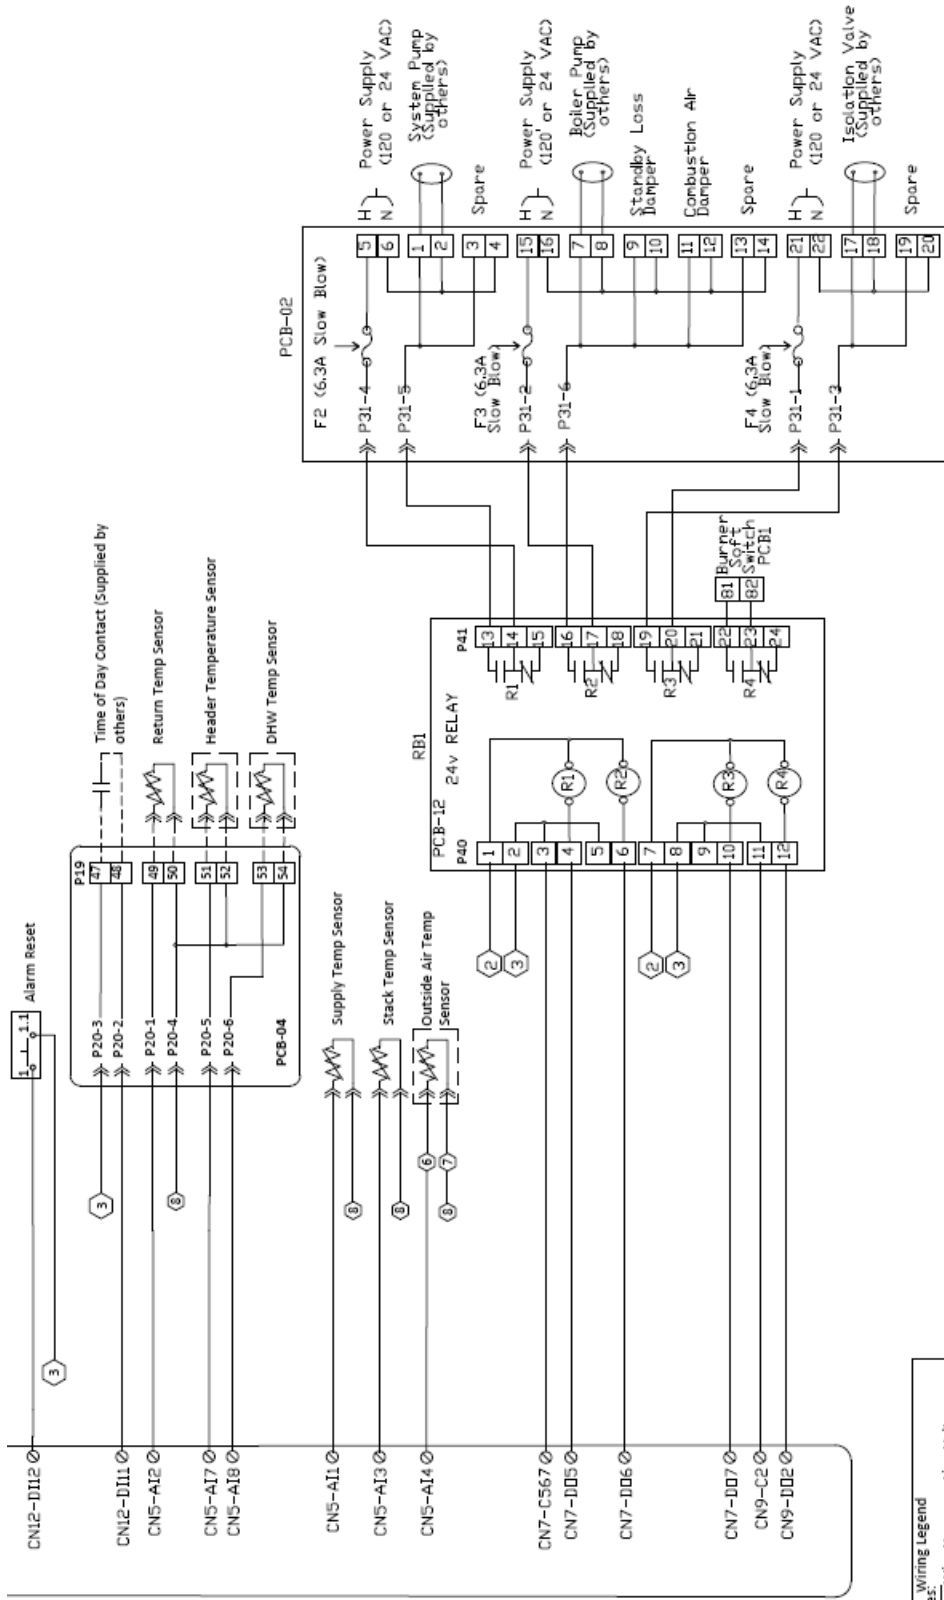 PCB-02
F2 (6.3A Slow Blow)
P31-4
P31-5
F3 (6.3A
Slow Blow)
P31-2
P31-6
F4 (6.3A
Slow Blow)
P31-1
P31-3
5
6
1
2
3
4
15
16
7
8
9
10
11
12
13
14
21
22
17
18
19
20
H
N
Power Supply
(120 or 24 VAC)
System Pump
(Supplied by
others)
Spare
H
N
Power Supply
(120 or 24 VAC)
Boiler Pump
(Supplied by
others)
Standby Loss
Damper
Combustion Air
Damper
Spare
H
N
Power Supply
(120 or 24 VAC)
Isolation Valve
(Supplied by
others)
Spare
Alarm Reset
1
1.1
3
P19
47
48
49
50
51
52
53
54
Time of Day Contact (Supplied by
others)
Return Temp Sensor
Header Temperature Sensor
DHW Temp Sensor
P20-3
P20-2
P20-1
P20-4
P20-5
P20-6
PCB-04
3
8
Supply Temp Sensor
Stack Temp Sensor
Outside Air Temp
Sensor
8
8
6
7
8
RB1
PCB-12
24v RELAY
P40
1
2
3
4
5
6
7
8
9
10
11
12
2
3
2
3
R1
R2
R3
R4
P41
13
14
15
16
17
18
19
20
21
22
23
24
R1
R2
R3
R4
81
82
Burner
Soft
Switch
PCB1
CN12-DI12
CN12-DI11
CN5-AI2
CN5-AI7
CN5-AI8
CN5-AI1
CN5-AI3
CN5-AI4
CN7-C567
CN7-DO5
CN7-DO6
CN7-DO7
CN9-C2
CN9-DO2
Wiring Legend